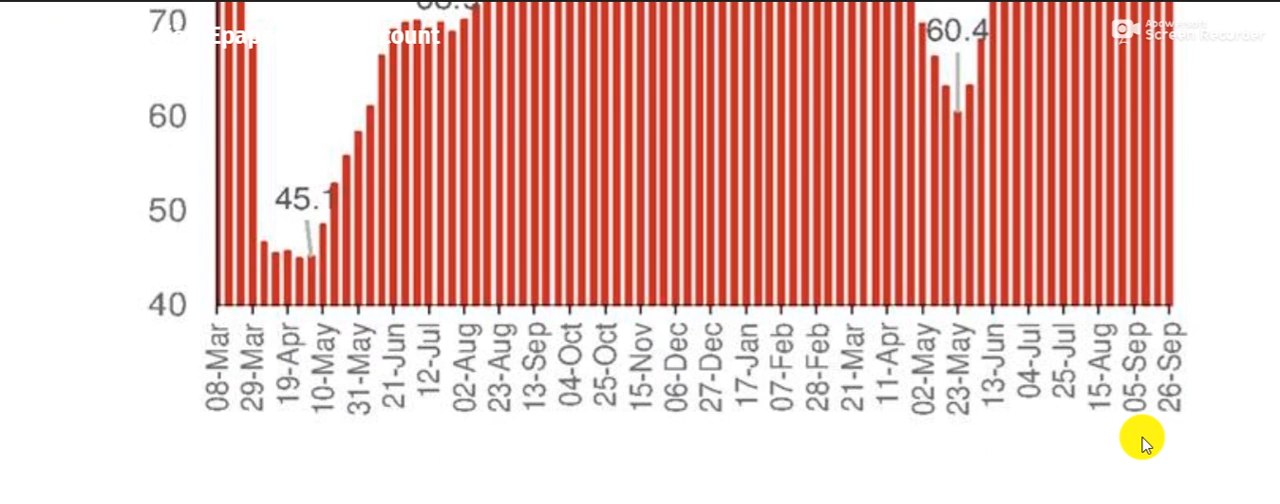 70
60.4
60
50
45.1
40
08-Mar
29-Mar
19-Apr
10-May
31-May
21-Jun
12-Jul
02-Aug
23-Aug
13-Sep
04-Oct
25-Oct
15-Nov
06-Dec
27-Dec
17-Jan
07-Feb
28-Feb
21-Mar
11-Apr
02-May
23-May
13-Jun
04-Jul
25-Jul
15-Aug
05-Sep
26-Sep
Screen Recorder